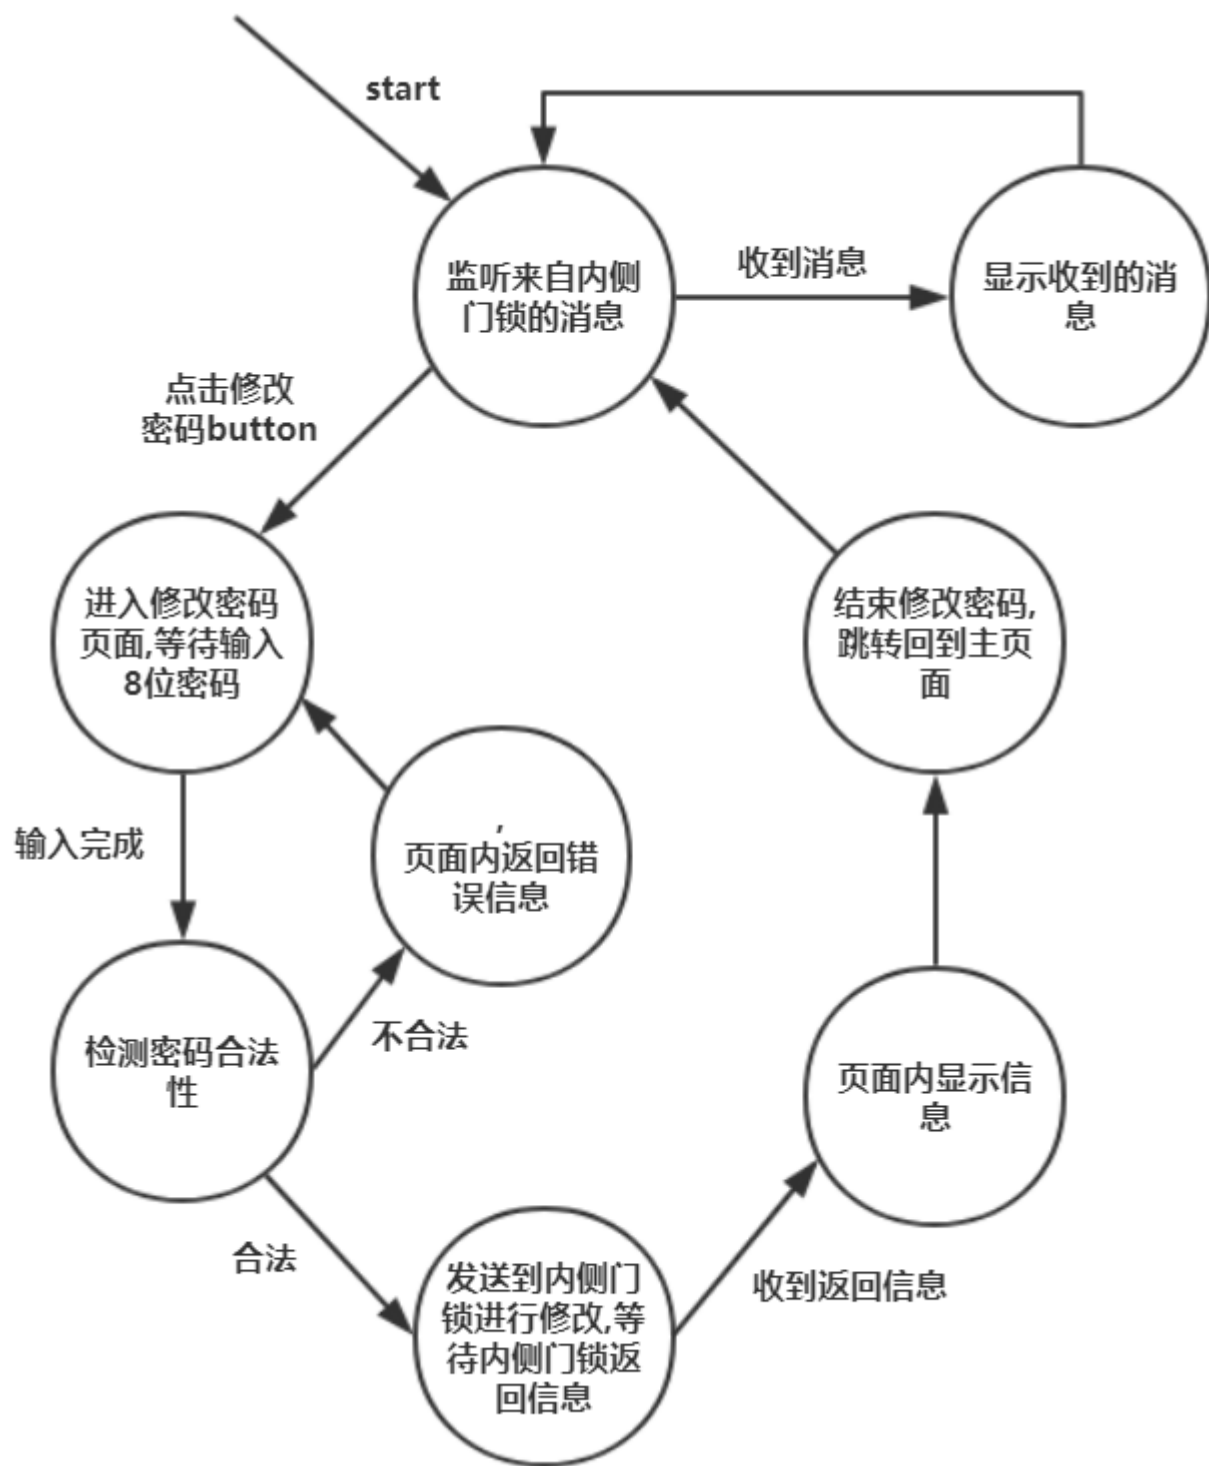 start
监听来自内侧
门锁的消息
收到消息
显示收到的消
息
点击修改
密码button
进入修改密码
页面,等待输入
8位密码
结束修改密码,
跳转回到主页
面
输入完成
,
页面内返回错
误信息
检测密码合法
性
不合法
页面内显示信
息
合法
发送到内侧门
锁进行修改,等
待内侧门锁返
回信息
收到返回信息